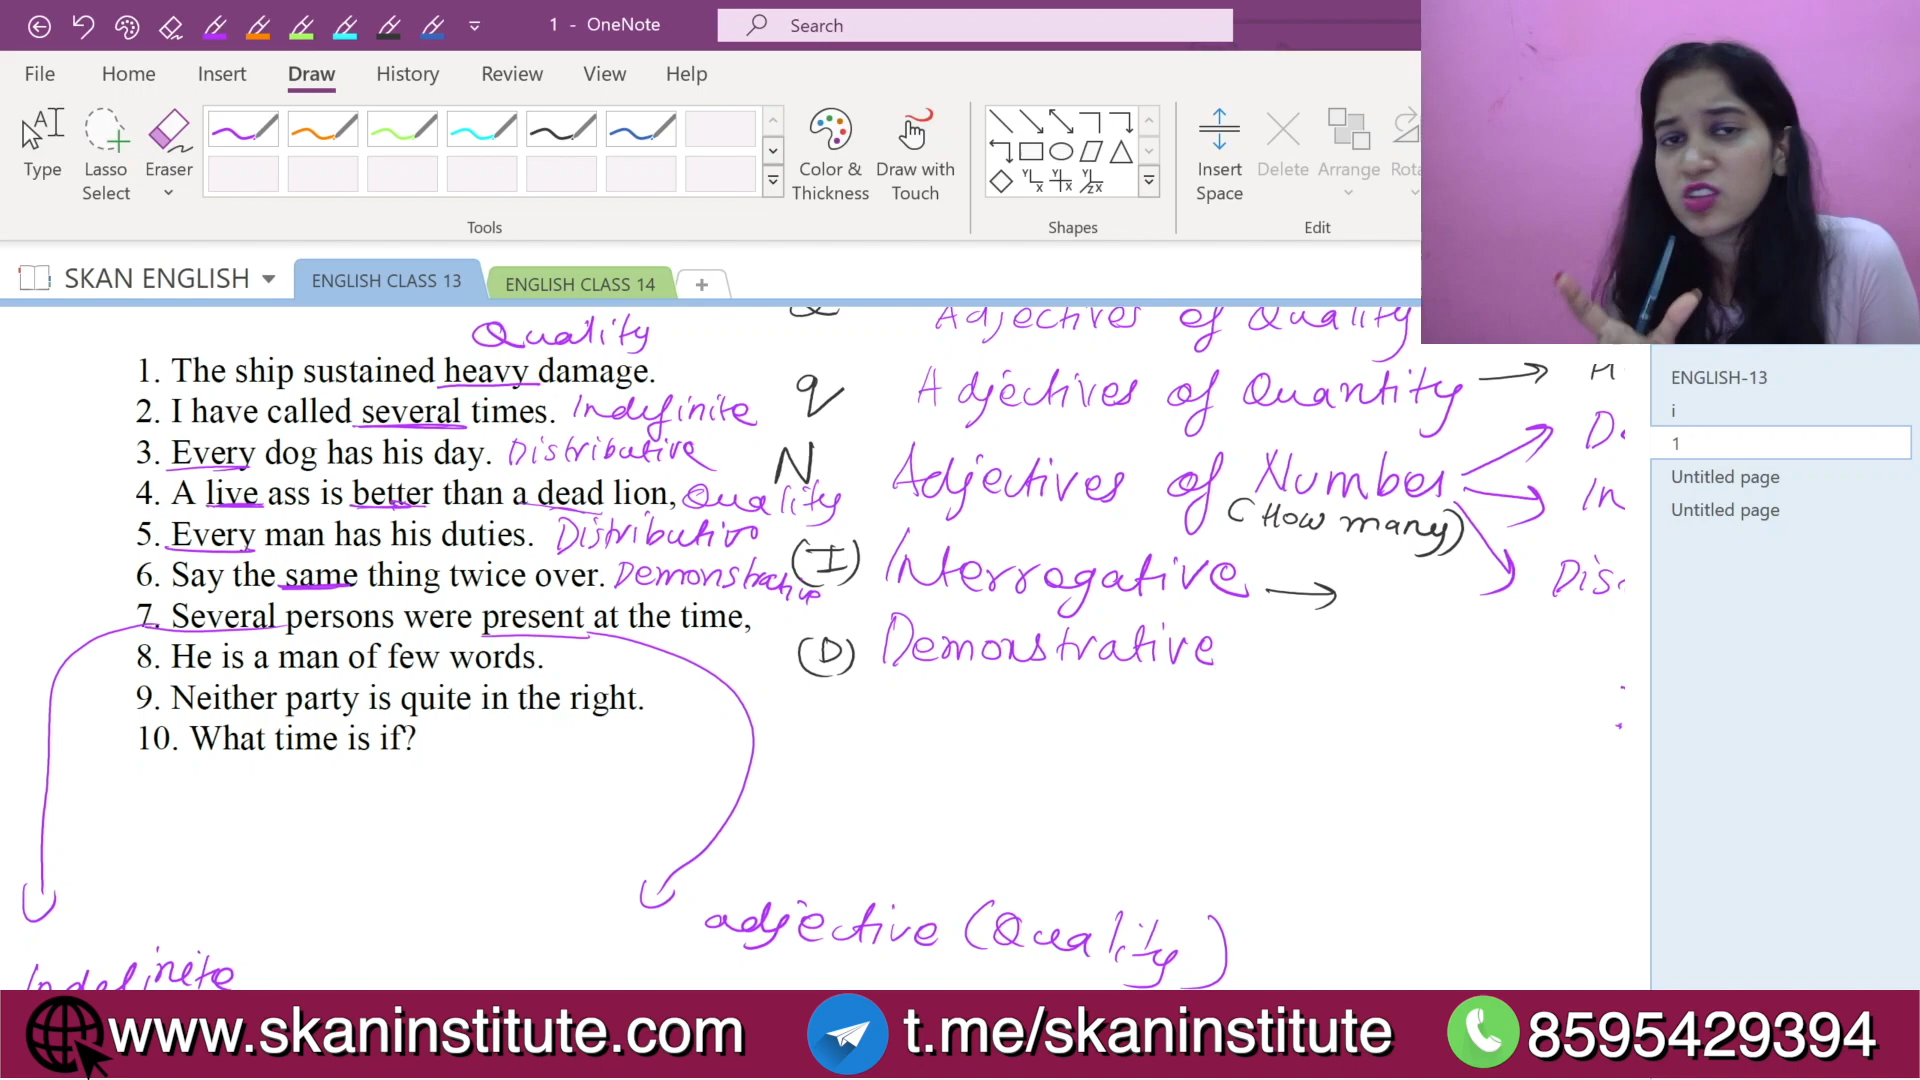 1 - OneNote
Search
File Home Insert Draw History Review View Help
Type
Lasso Select
Eraser
Color & Thickness
Draw with Touch
Insert Space
Delete
Arrange
Tools
Shapes
Edit
SKAN ENGLISH
ENGLISH CLASS 13
ENGLISH CLASS 14
+
ENGLISH-13
i
1
Untitled page
Untitled page
Quality
1. The ship sustained heavy damage.
2. I have called several times. Indefinite
3. Every dog has his day. Distributive
4. A live ass is better than a dead lion, Quality
5. Every man has his duties. Distributive
6. Say the same thing twice over. Demonstrative
7. Several persons were present at the time,
8. He is a man of few words.
9. Neither party is quite in the right.
10. What time is if?
Adjectives of Quality
q Adjectives of Quantity
N Adjectives of Number
(How many)
(I) Interrogative
(D) Demonstrative
adjective (Quality)
Indefinite
www.skaninstitute.com
t.me/skaninstitute
8595429394